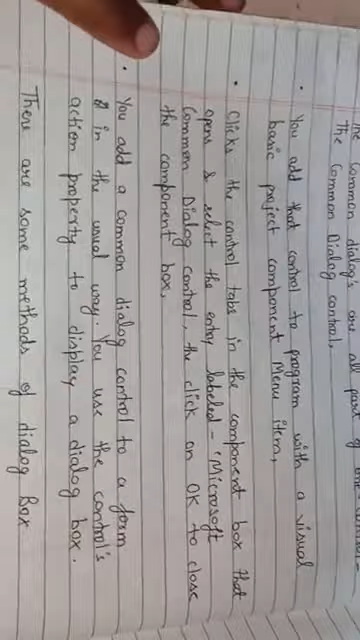 The Common dialog's are all part of one
The Common Dialog control,
• You add that control to program with a visual
basic project component Menu item,
• Clicks the control tabs in the component box that
opens & select the entry labeled - 'Microsoft
Common Dialog control, the click on OK to close
the component box,
• You add a common dialog control to a form
in the usual way. You use the control's
action property to display a dialog box.
There are some methods of dialog Box